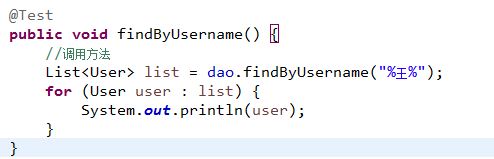 @Test
public void findByUsername() {
    //调用方法
    List<User> list = dao.findByUsername("%王%");
    for (User user : list) {
        System.out.println(user);
    }
}